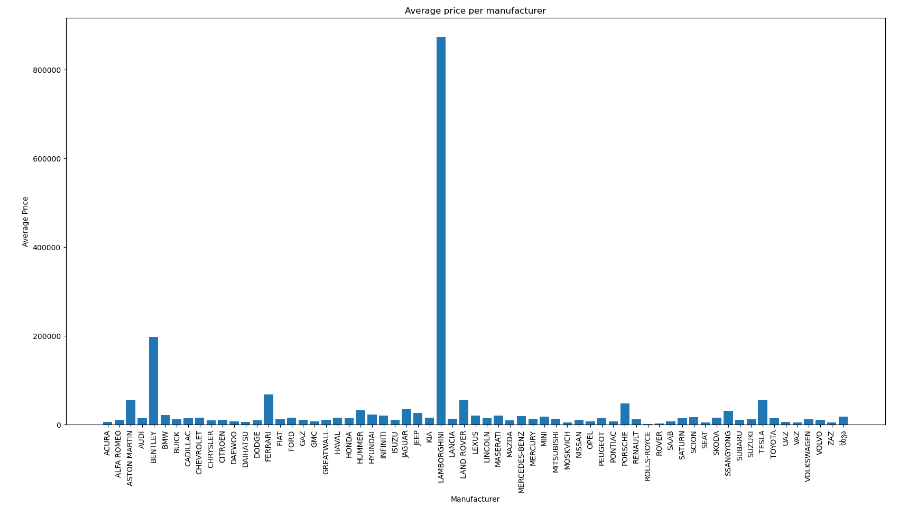 Average price per manufacturer
800000
600000
400000
200000
0
Average Price
ACURA
ALFA ROMEO
ASTON MARTIN
AUDI
BENTLEY
BMW
BUICK
CADILLAC
CHEVROLET
CHRYSLER
CITROEN
DAEWOO
DAIHATSU
DODGE
FERRARI
FIAT
FORD
GAZ
GMC
GREATWALL
HAVAL
HONDA
HUMMER
HYUNDAI
INFINITI
ISUZU
JAGUAR
JEEP
KIA
LAMBORGHINI
LANCIA
LAND ROVER
LEXUS
LINCOLN
MASERATI
MAZDA
MERCEDES-BENZ
MERCURY
MINI
MITSUBISHI
MOSKVICH
NISSAN
OPEL
PEUGEOT
PONTIAC
PORSCHE
RENAULT
ROLLS-ROYCE
ROVER
SAAB
SATURN
SCION
SEAT
SKODA
SSANGYONG
SUBARU
SUZUKI
TESLA
TOYOTA
UAZ
VAZ
VOLKSWAGEN
VOLVO
ZAZ
სხვა
Manufacturer